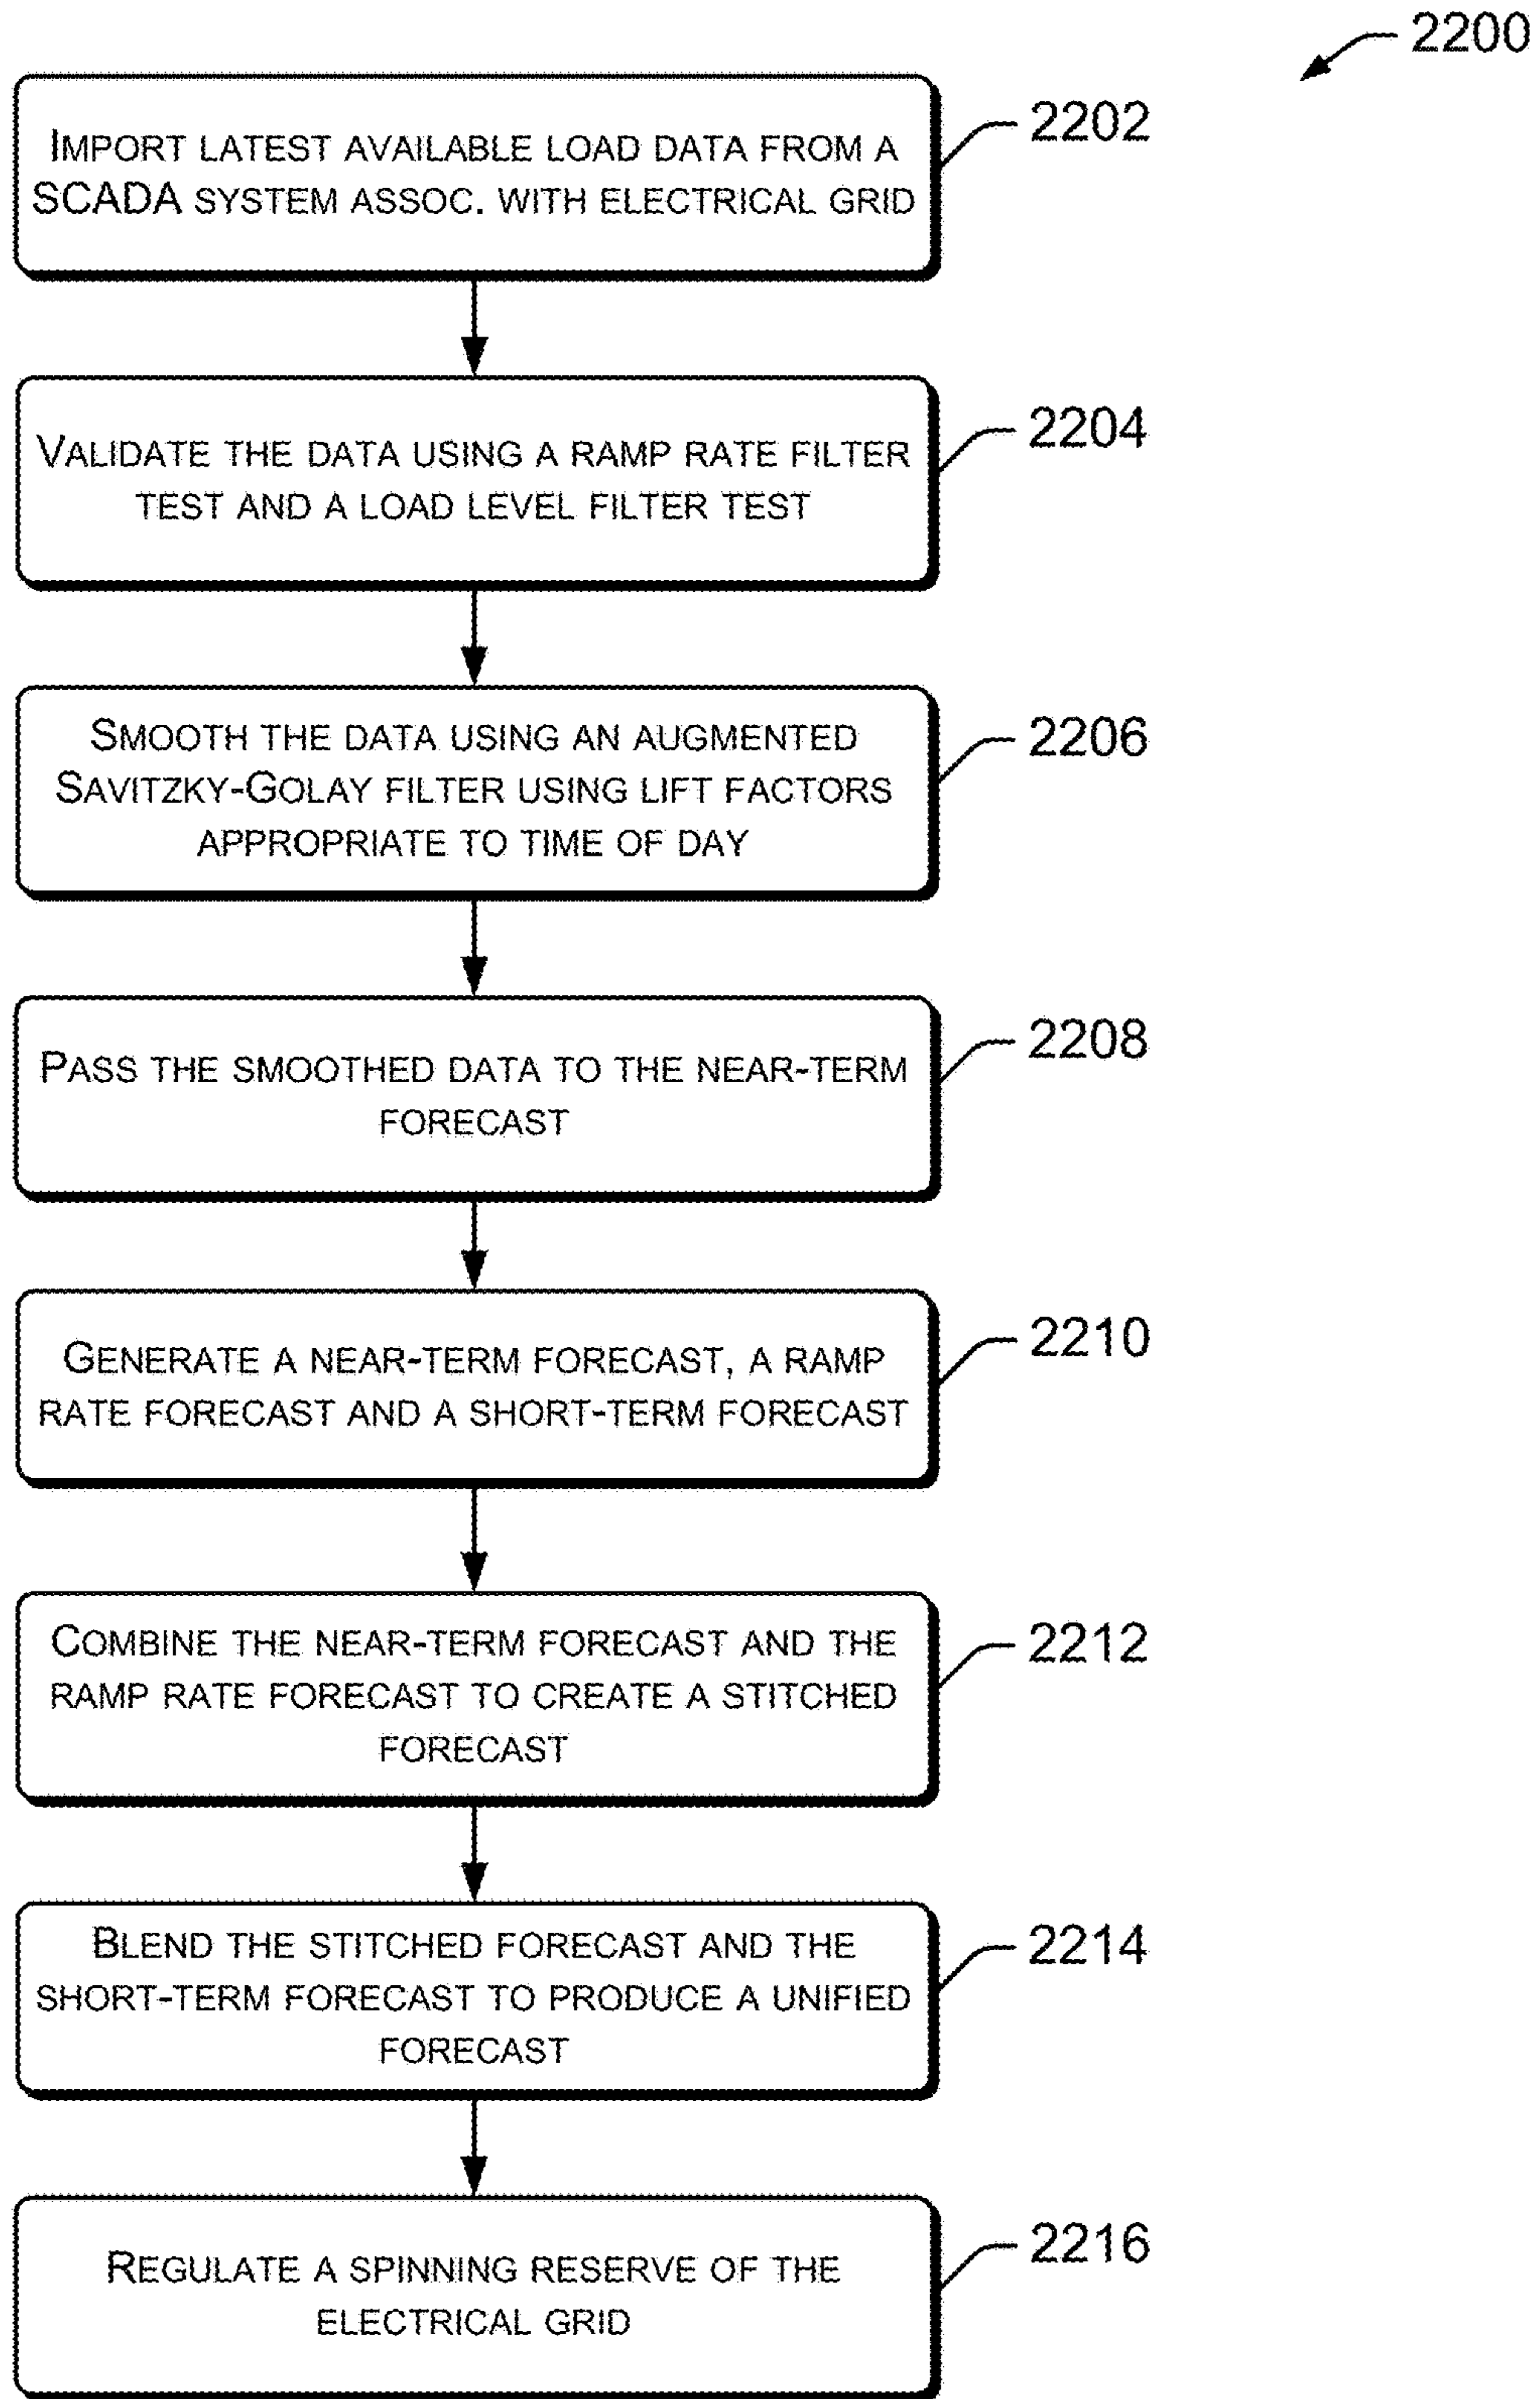 2200
IMPORT LATEST AVAILABLE LOAD DATA FROM A
SCADA SYSTEM ASSOC. WITH ELECTRICAL GRID
2202
VALIDATE THE DATA USING A RAMP RATE FILTER
TEST AND A LOAD LEVEL FILTER TEST
2204
SMOOTH THE DATA USING AN AUGMENTED
SAVITZKY-GOLAY FILTER USING LIFT FACTORS
APPROPRIATE TO TIME OF DAY
2206
PASS THE SMOOTHED DATA TO THE NEAR-TERM
FORECAST
2208
GENERATE A NEAR-TERM FORECAST, A RAMP
RATE FORECAST AND A SHORT-TERM FORECAST
2210
COMBINE THE NEAR-TERM FORECAST AND THE
RAMP RATE FORECAST TO CREATE A STITCHED
FORECAST
2212
BLEND THE STITCHED FORECAST AND THE
SHORT-TERM FORECAST TO PRODUCE A UNIFIED
FORECAST
2214
REGULATE A SPINNING RESERVE OF THE
ELECTRICAL GRID
2216